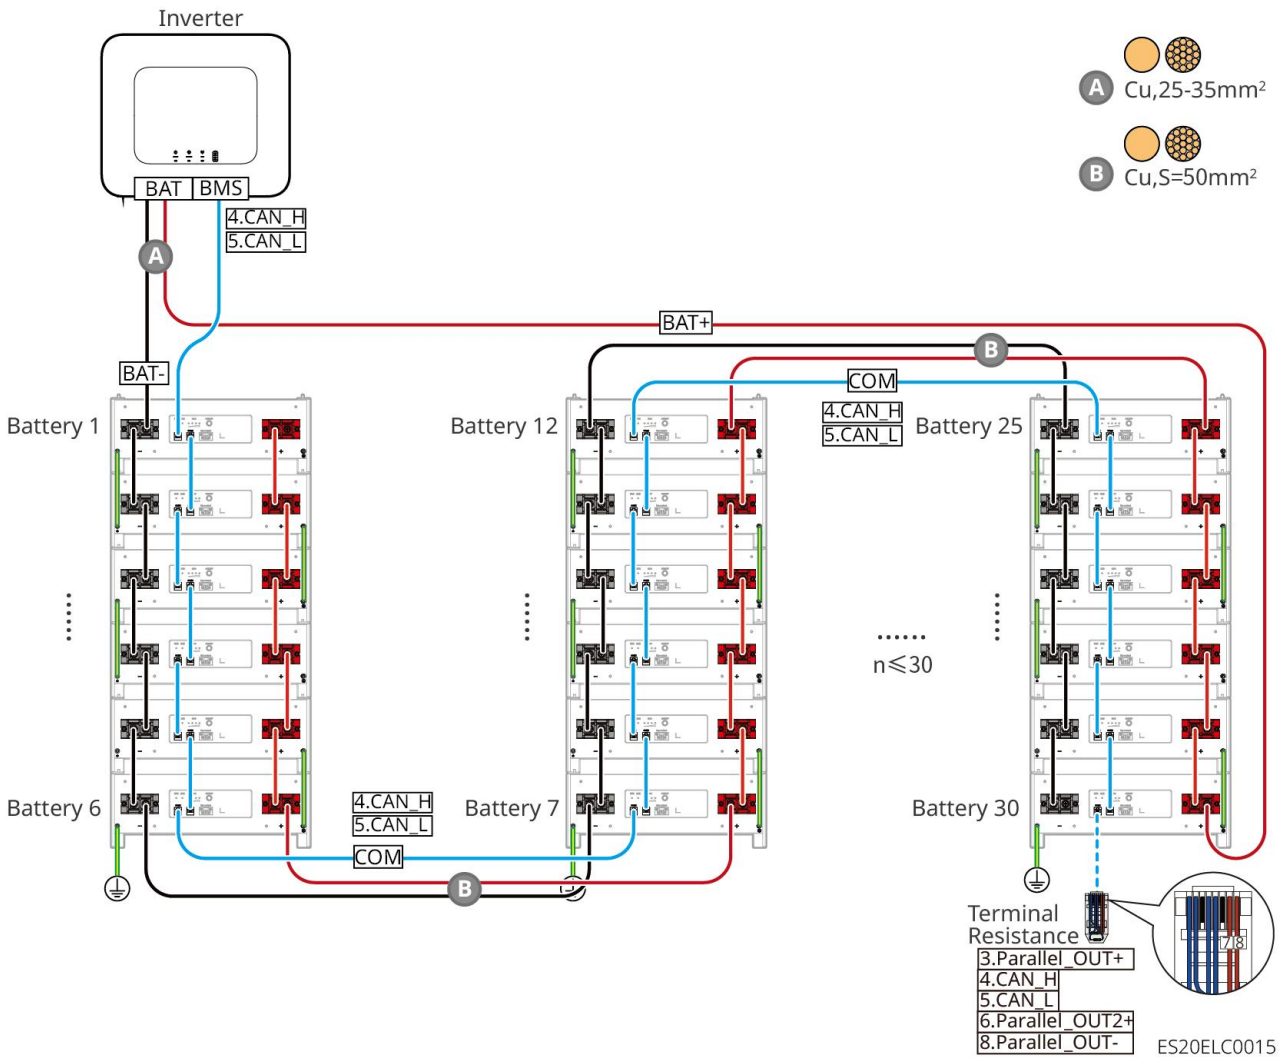 Inverter
A
Cu,25-35mm²
B
Cu,S=50mm²
BAT
BMS
4.CAN_H
5.CAN_L
A
BAT+
BAT-
B
COM
4.CAN_H
5.CAN_L
Battery 1
Battery 12
Battery 25
n≤30
Battery 6
Battery 7
Battery 30
4.CAN_H
5.CAN_L
COM
B
Terminal
Resistance
7 8
3.Parallel_OUT+
4.CAN_H
5.CAN_L
6.Parallel_OUT2+
8.Parallel_OUT-
ES20ELC0015